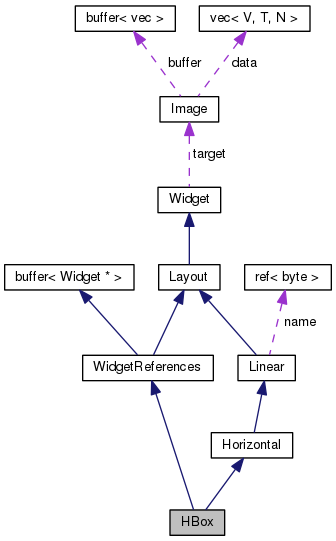 buffer< vec >
vec< V, T, N >
buffer
data
Image
target
Widget
buffer< Widget * >
Layout
ref< byte >
name
WidgetReferences
Linear
Horizontal
HBox